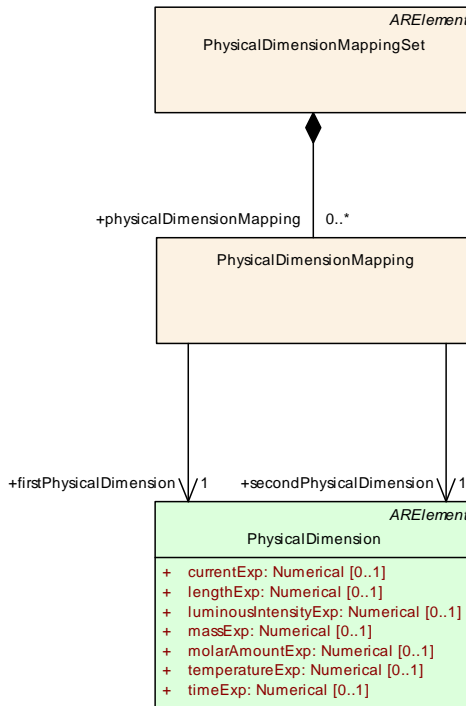 ARElement
PhysicalDimensionMappingSet
+physicalDimensionMapping 0..*
PhysicalDimensionMapping
+firstPhysicalDimension 1 +secondPhysicalDimension 1
ARElement
PhysicalDimension
+ currentExp: Numerical [0..1]
+ lengthExp: Numerical [0..1]
+ luminousIntensityExp: Numerical [0..1]
+ massExp: Numerical [0..1]
+ molarAmountExp: Numerical [0..1]
+ temperatureExp: Numerical [0..1]
+ timeExp: Numerical [0..1]